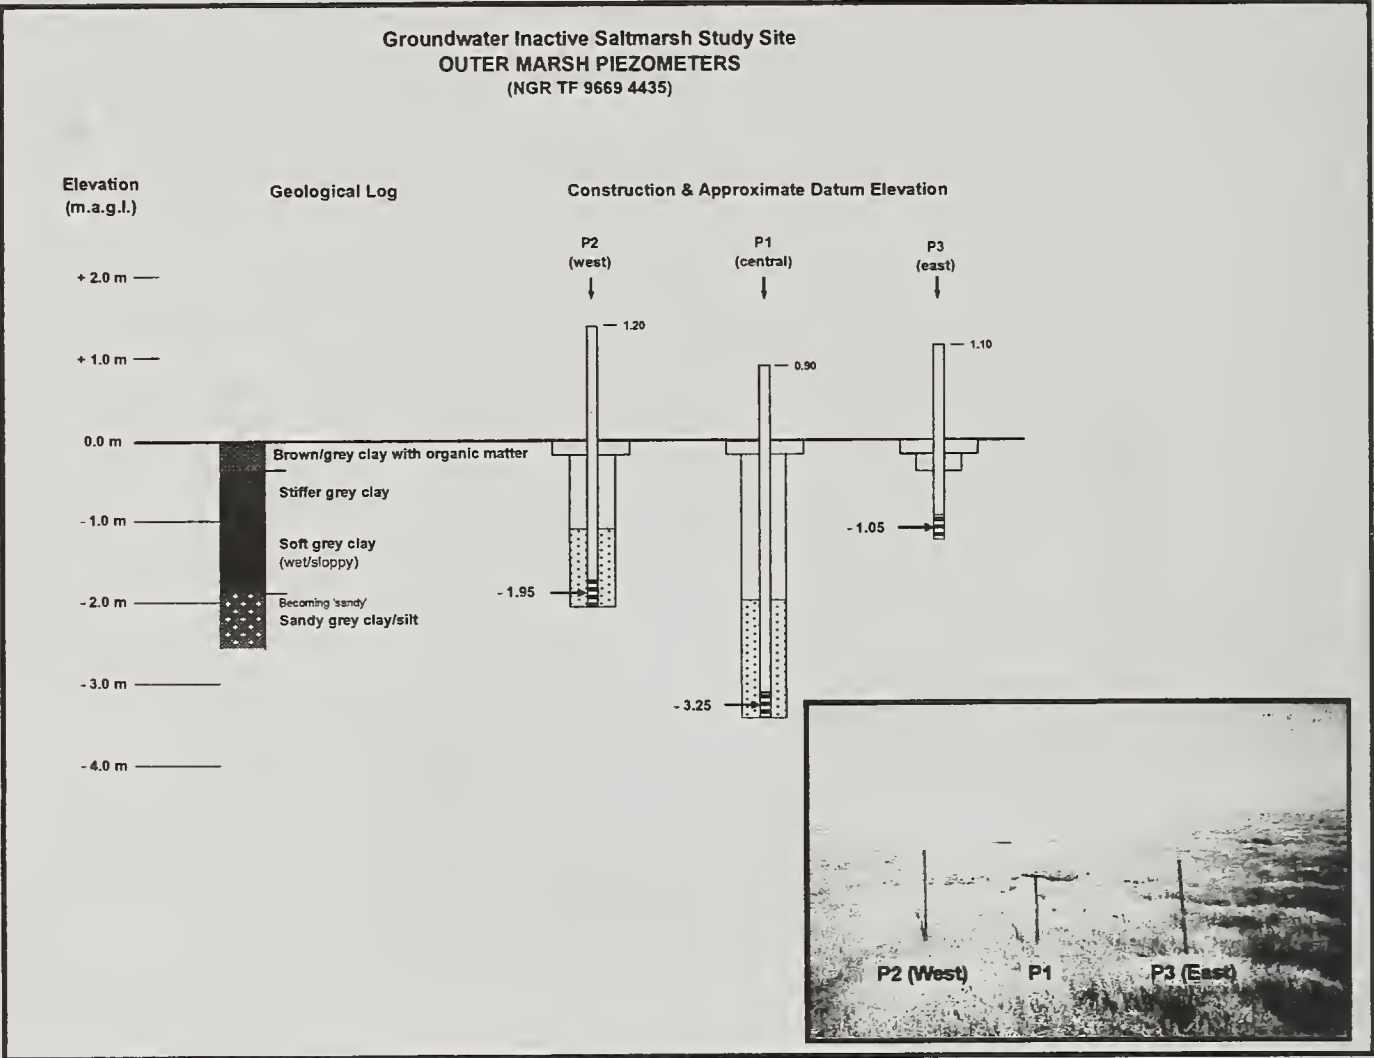 Groundwater Inactive Saltmarsh Study Site
OUTER MARSH PIEZOMETERS
(NGR TF 9669 4435)
Elevation
(m.a.g.l.)
Geological Log
Construction & Approximate Datum Elevation
P2
(west)
P1
(central)
P3
(east)
+ 2.0 m
+ 1.0 m
0.0 m
- 1.0 m
- 2.0 m
- 3.0 m
- 4.0 m
1.20
0.90
1.10
Brown/grey clay with organic matter
Stiffer grey clay
Soft grey clay
(wet/sloppy)
Becoming 'sandy'
Sandy grey clay/silt
- 1.95
- 3.25
- 1.05
P2 (West)
P1
P3 (East)